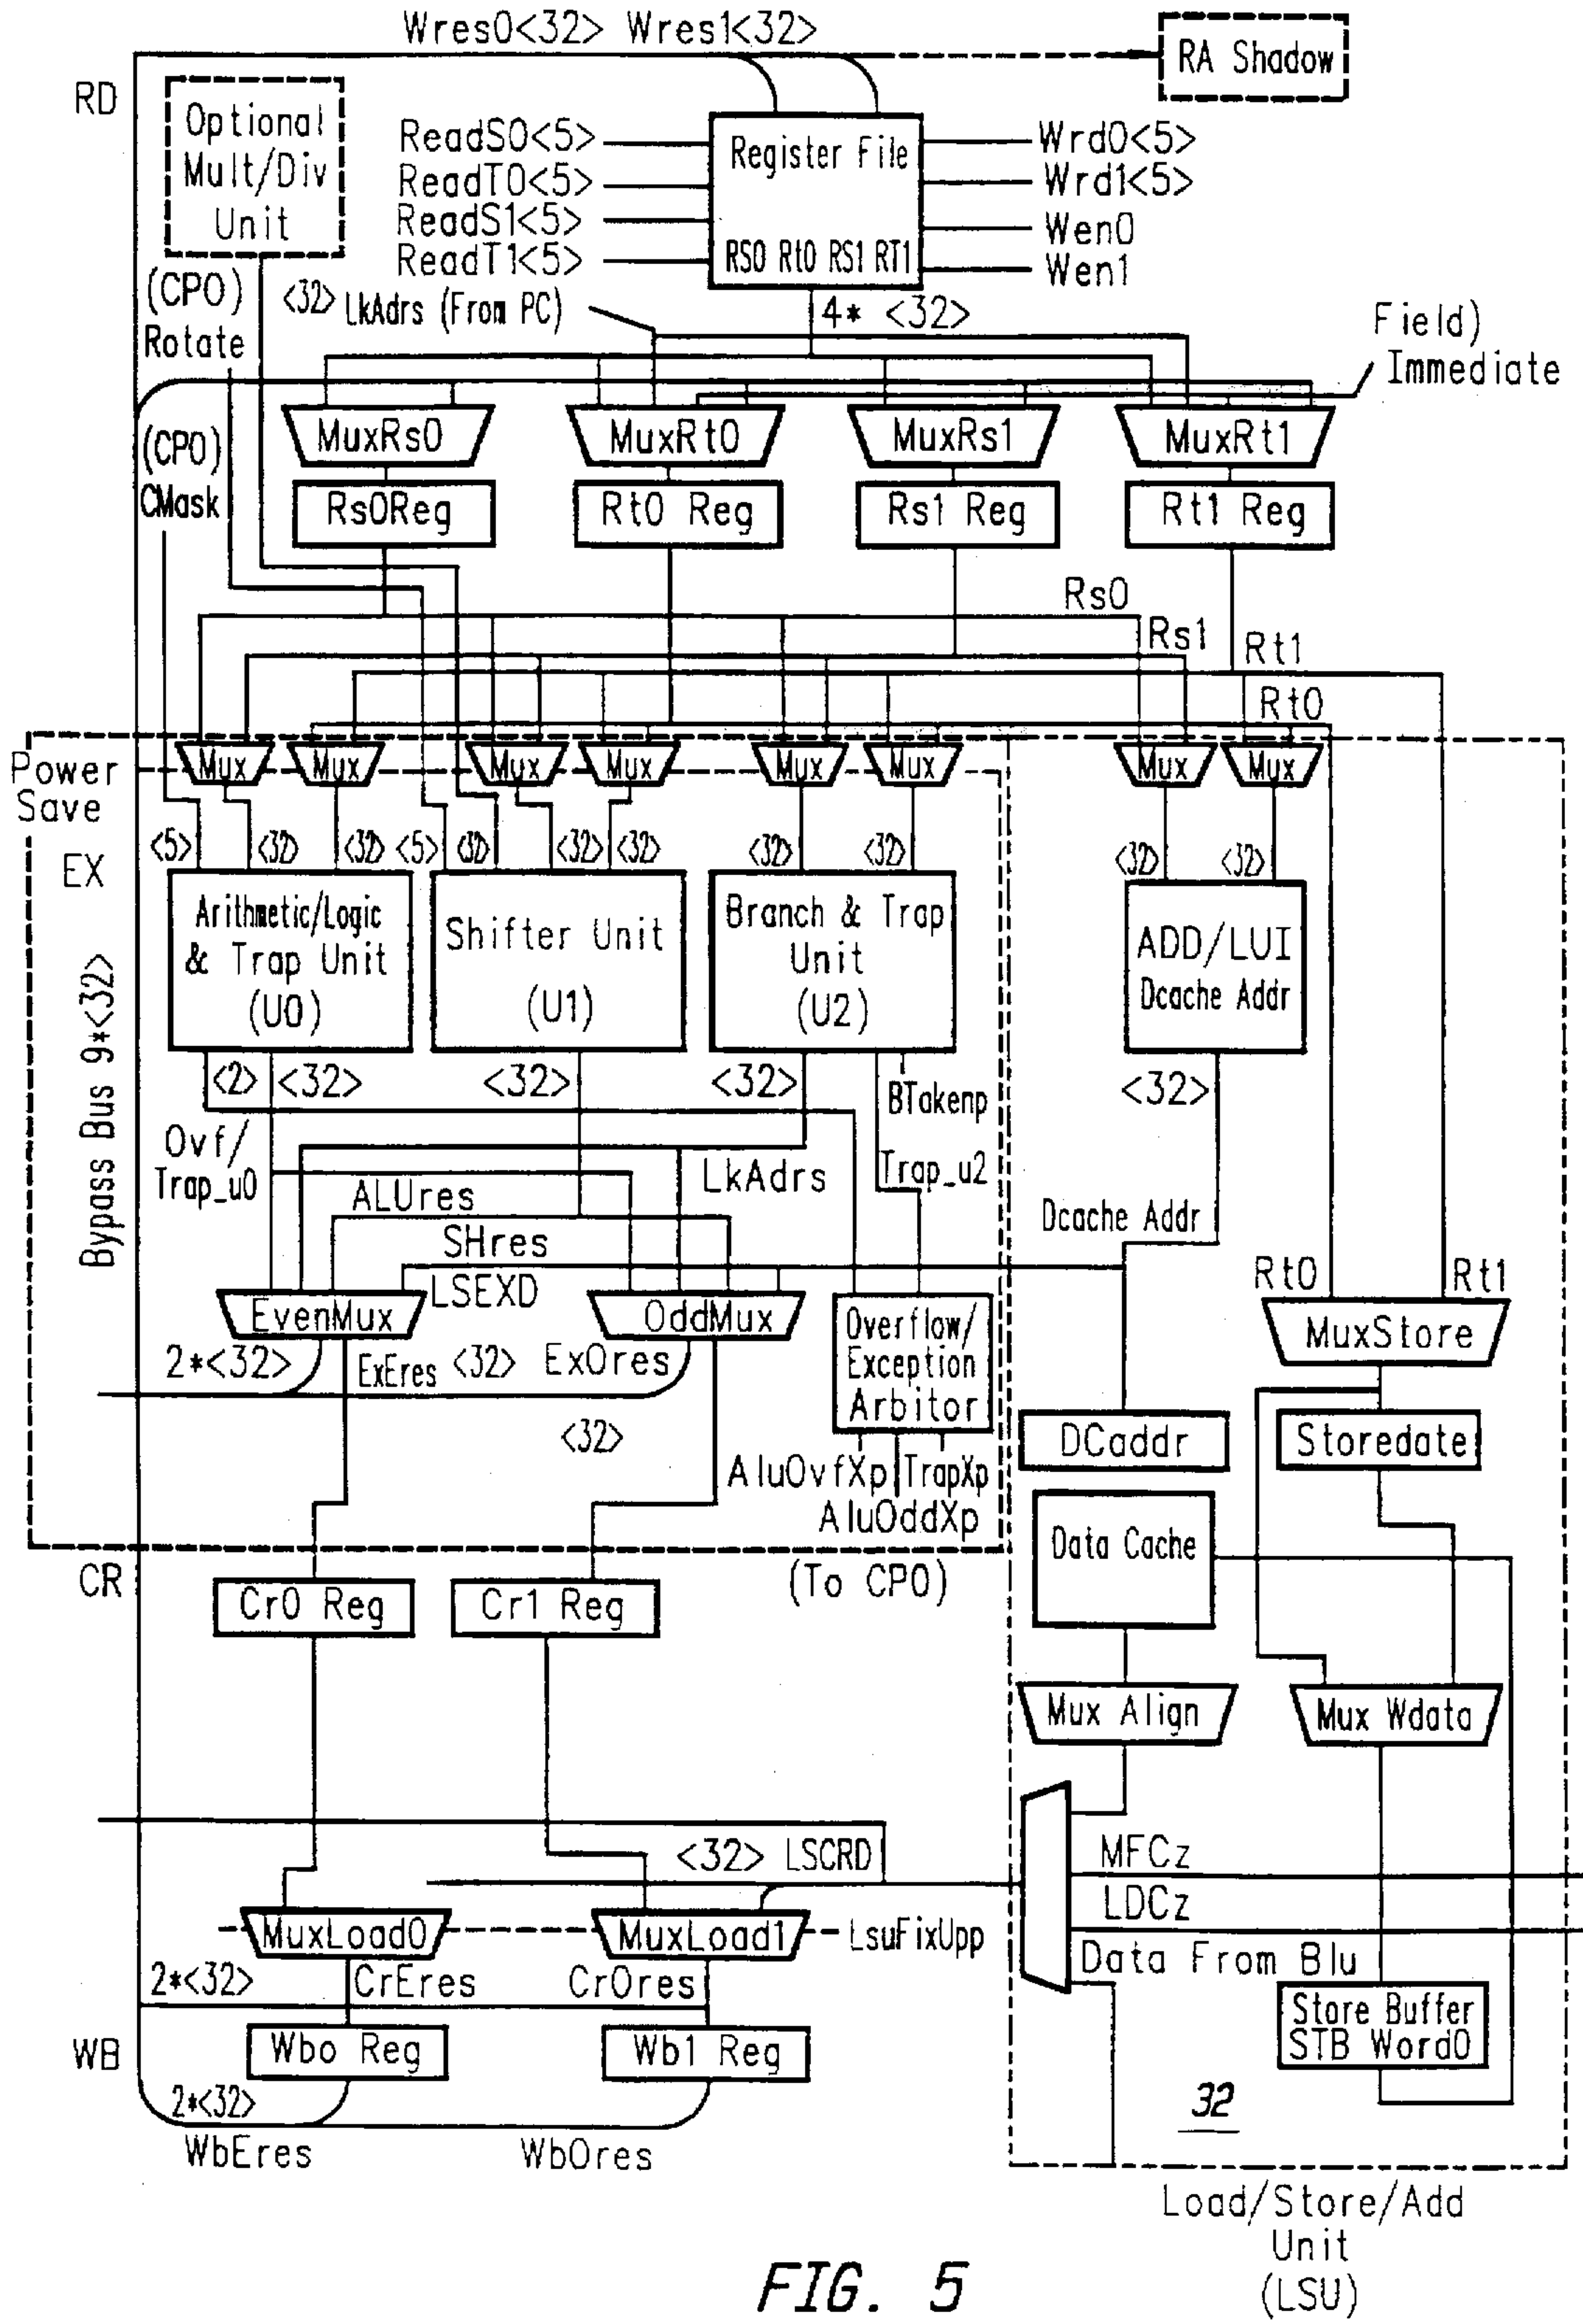 Wres0<32> Wres1<32>
RA Shadow
RD
Optional
Mult/Div
Unit
ReadS0<5>
ReadT0<5>
ReadS1<5>
ReadT1<5>
Register File
RS0 Rt0 RS1 RT1
Wrd0<5>
Wrd1<5>
Wen0
Wen1
(CP0)
Rotate
<32>
LkAdrs (From PC)
4* <32>
Field)
Immediate
(CP0)
CMask
MuxRs0
MuxRt0
MuxRs1
MuxRt1
Rs0Reg
Rt0 Reg
Rs1 Reg
Rt1 Reg
Rs0
Rs1
Rt1
Rt0
Power
Save
Mux
Mux
Mux
Mux
Mux
Mux
Mux
Mux
EX
<5>
<32>
<32>
<5>
<32>
<32>
<32>
<32>
<32>
<32>
<32>
Arithmetic/Logic
& Trap Unit
(U0)
Shifter Unit
(U1)
Branch & Trap
Unit
(U2)
ADD/LUI
Dcache Addr
Bypass Bus 9*<32>
<2>
<32>
<32>
<32>
BTakenp
<32>
Ovf/
Trap_u0
ALUres
LkAdrs
Trap_u2
SHres
Dcache Addr
LSEXD
Rt0
Rt1
EvenMux
OddMux
Overflow/
Exception
Arbitor
MuxStore
2*<32>
ExEres
<32>
ExOres
<32>
DCaddr
Storedate
AluOvfXp
TrapXp
AluOddXp
Data Cache
CR
(To CP0)
Cr0 Reg
Cr1 Reg
Mux Align
Mux Wdata
<32> LSCRD
MFCz
LDCz
MuxLoad0
MuxLoad1
LsuFixUpp
Data From Blu
2*<32>
CrEres
CrOres
Store Buffer
STB Word0
WB
Wbo Reg
Wb1 Reg
2*<32>
WbEres
WbOres
32
Load/Store/Add
Unit
(LSU)
FIG. 5